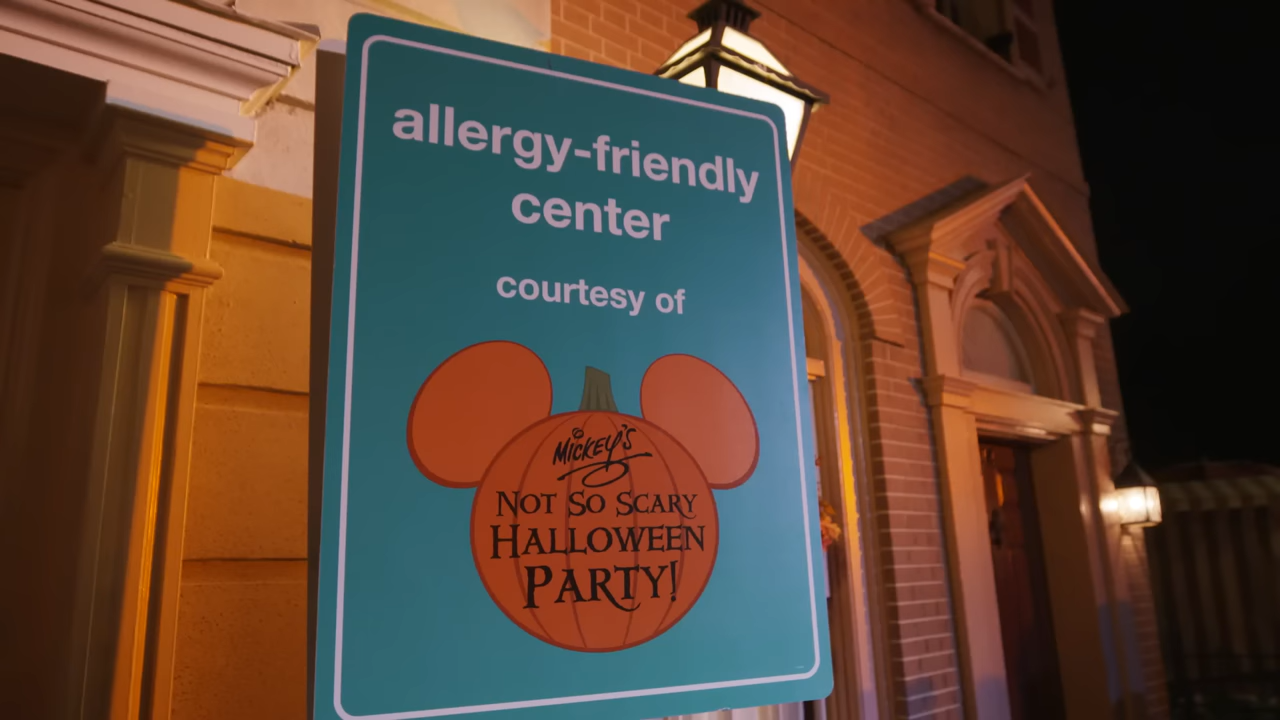 allergy-friendly
center
courtesy of
Mickey's
Not So Scary
Halloween
Party!